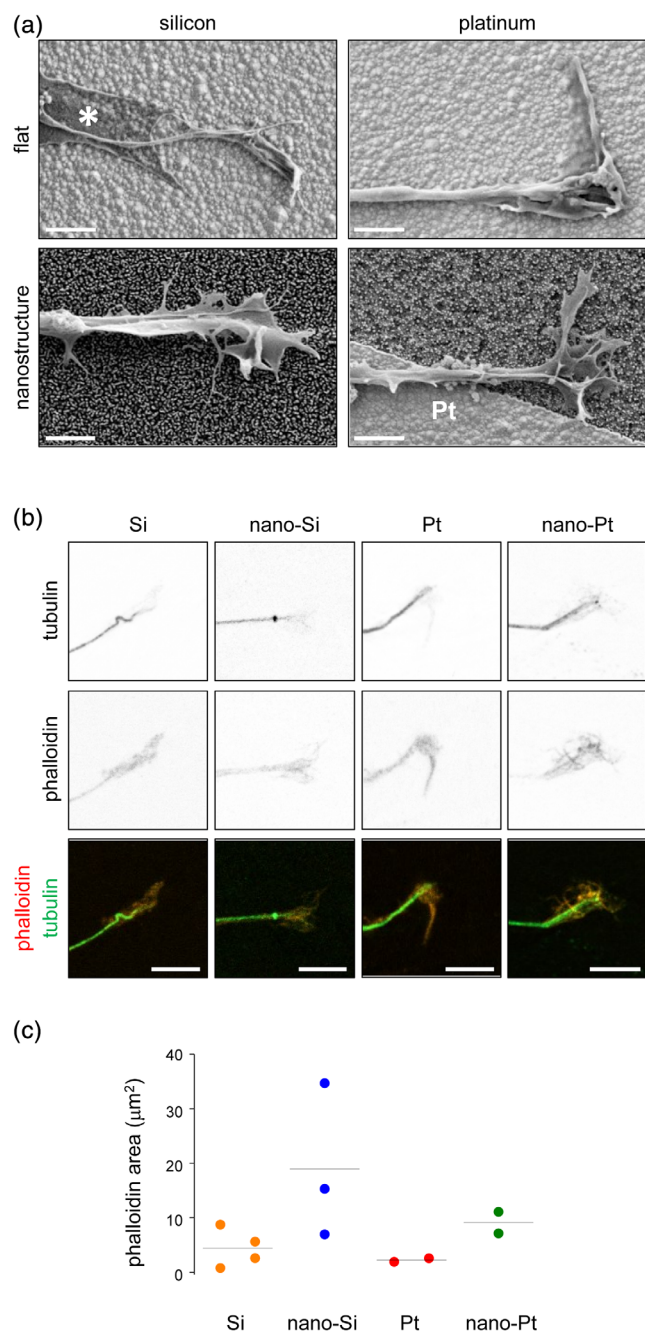 (a)
silicon
platinum
flat
*
nanostructure
Pt
(b)
Si
nano-Si
Pt
nano-Pt
tubulin
phalloidin
phalloidin
tubulin
(c)
phalloidin area (μm²)
40
30
20
10
0
Si
nano-Si
Pt
nano-Pt